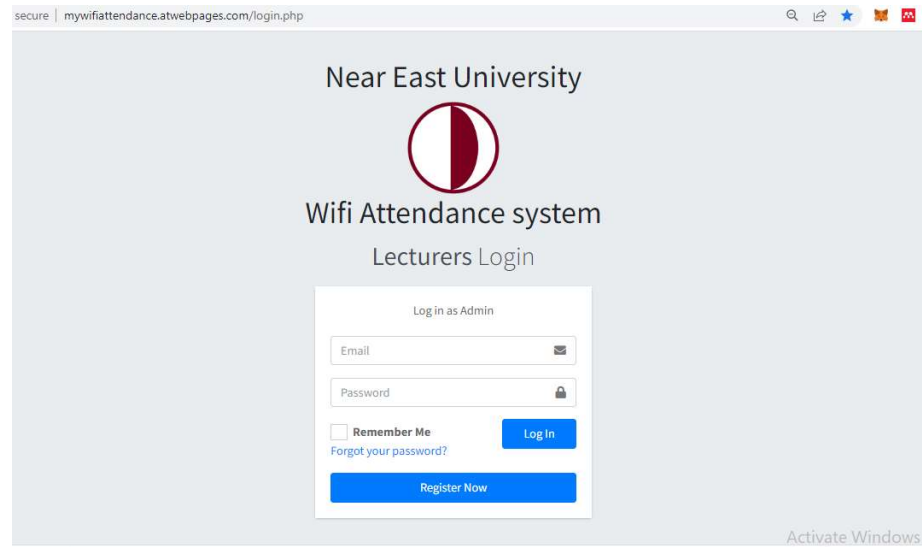 secure | mywifiattendance.atwebpages.com/login.php
Near East University
Wifi Attendance system
Lecturers Login
Log in as Admin
Email
Password
Remember Me
Log In
Forgot your password?
Register Now
Activate Windows